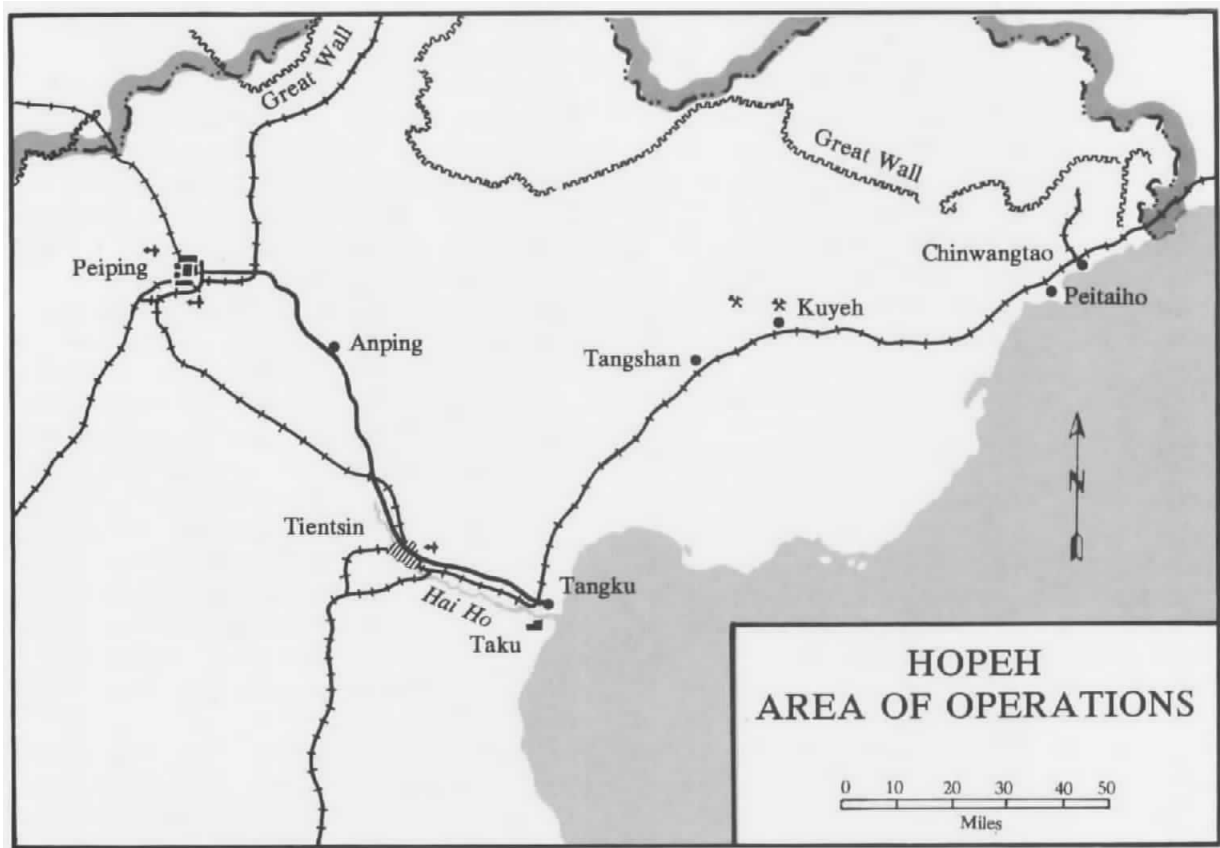 Great Wall
Great Wall
Peiping
Chinwangtao
Peitaiho
Kuyeh
Anping
Tangshan
Tientsin
N
Tangku
Hai Ho
Taku
HOPEH
AREA OF OPERATIONS
0 10 20 30 40 50
Miles